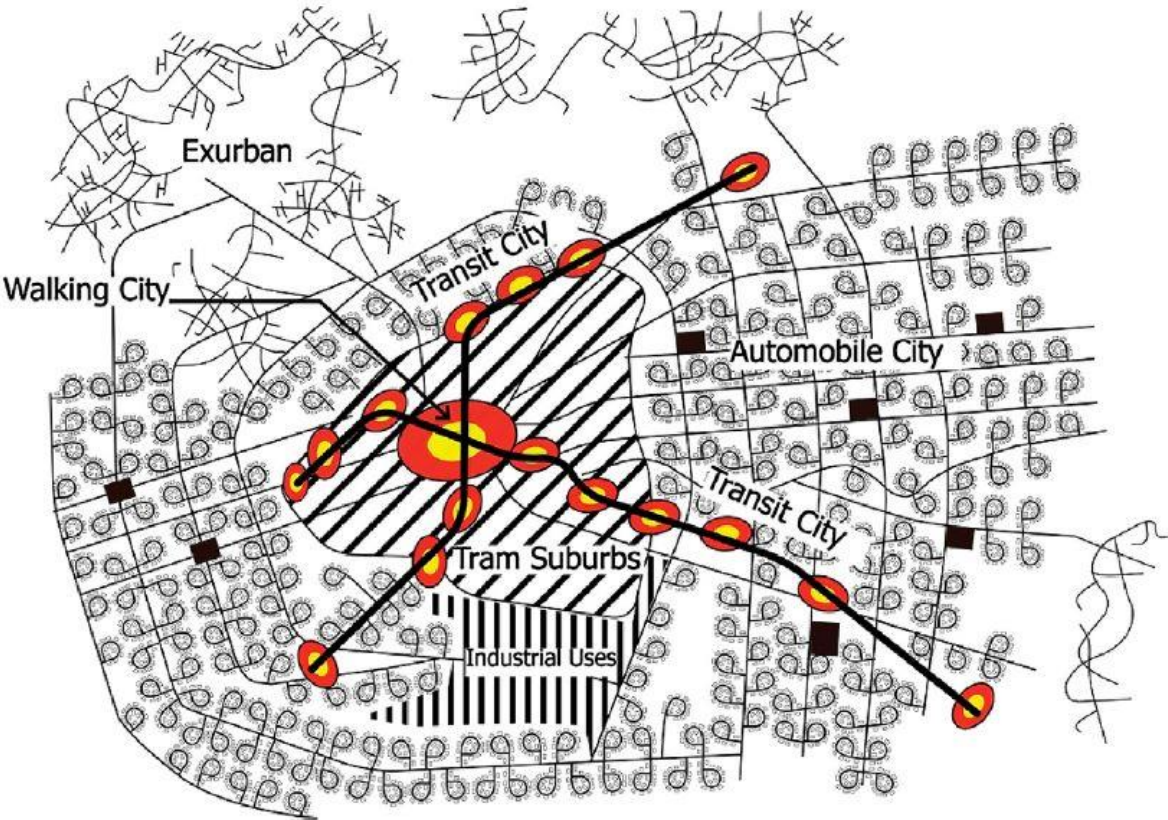 Exurban
Transit City
Walking City
Automobile City
Transit City
Tram Suburbs
Industrial Uses